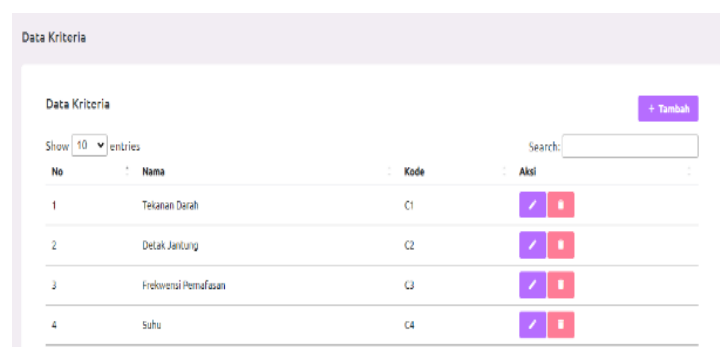 Data Kriteria
Data Kriteria
+ Tambah
Show 10 entries
Search:
No Nama Kode Aksi
1 Tekanan Darah C1
2 Detak Jantung C2
3 Frekwensi Pernafasan C3
4 Suhu C4